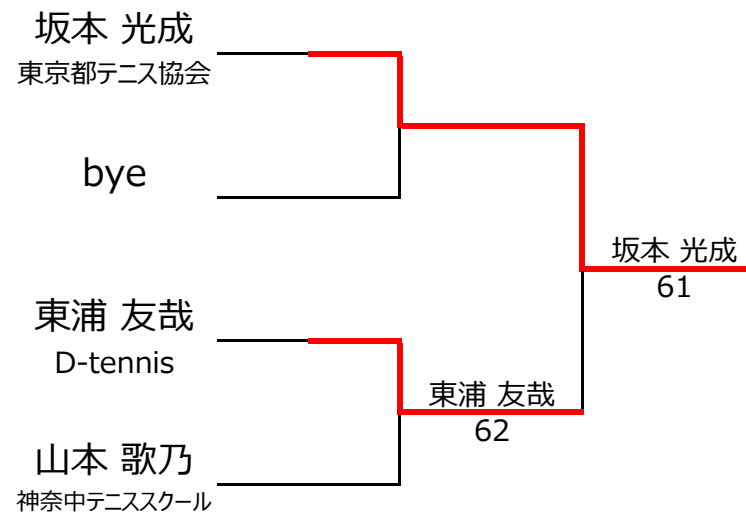 坂本 光成
東京都テニス協会
bye
坂本 光成
61
東浦 友哉
D-tennis
東浦 友哉
62
山本 歌乃
神奈中テニススクール